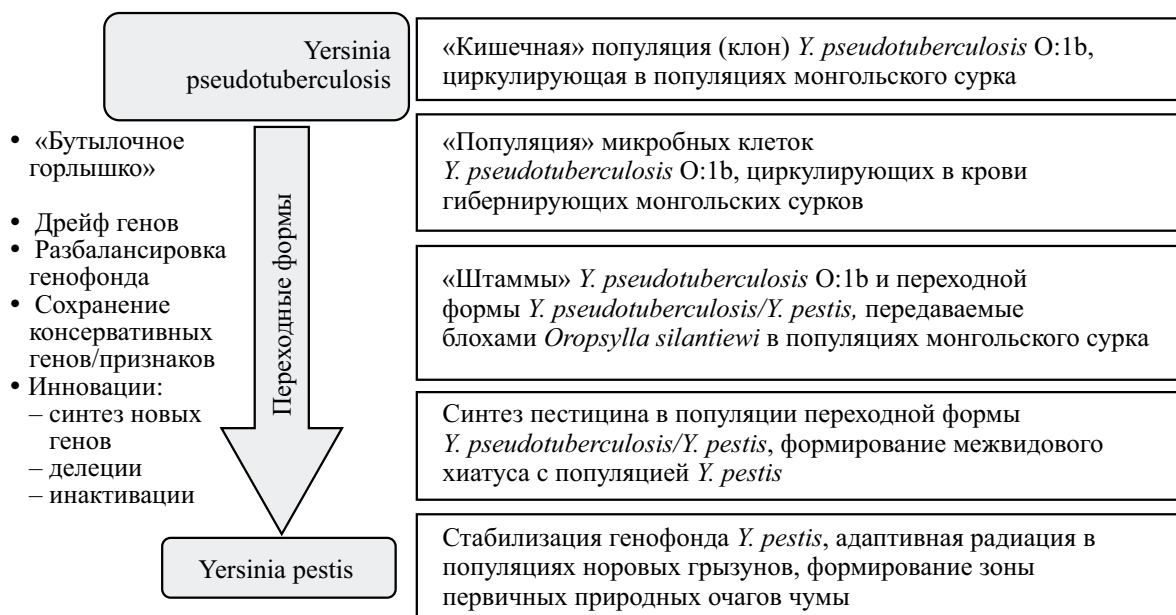 Yersinia
pseudotuberculosis
«Кишечная» популяция (клон) Y. pseudotuberculosis O:1b,
циркулирующая в популяциях монгольского сурка
• «Бутылочное
горлышко»
• Дрейф генов
• Разбалансировка
генофонда
• Сохранение
консервативных
генов/признаков
• Инновации:
– синтез новых
генов
– делеции
– инактивации
Переходные формы
«Популяция» микробных клеток
Y. pseudotuberculosis O:1b, циркулирующих в крови
гибернирующих монгольских сурков
«Штаммы» Y. pseudotuberculosis O:1b и переходной
формы Y. pseudotuberculosis/Y. pestis, передаваемые
блохами Oropsylla silantiewi в популяциях монгольского сурка
Синтез пестицина в популяции переходной формы
Y. pseudotuberculosis/Y. pestis, формирование межвидового
хиатуса с популяцией Y. pestis
Yersinia pestis
Стабилизация генофонда Y. pestis, адаптивная радиация в
популяциях норовых грызунов, формирование зоны
первичных природных очагов чумы